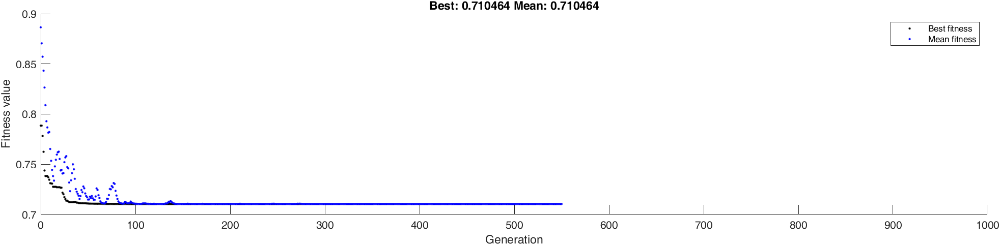 Best: 0.710464 Mean: 0.710464
Fitness value
0.9
0.85
0.8
0.75
0.7
Best fitness
Mean fitness
0 100 200 300 400 500 600 700 800 900 1000
Generation